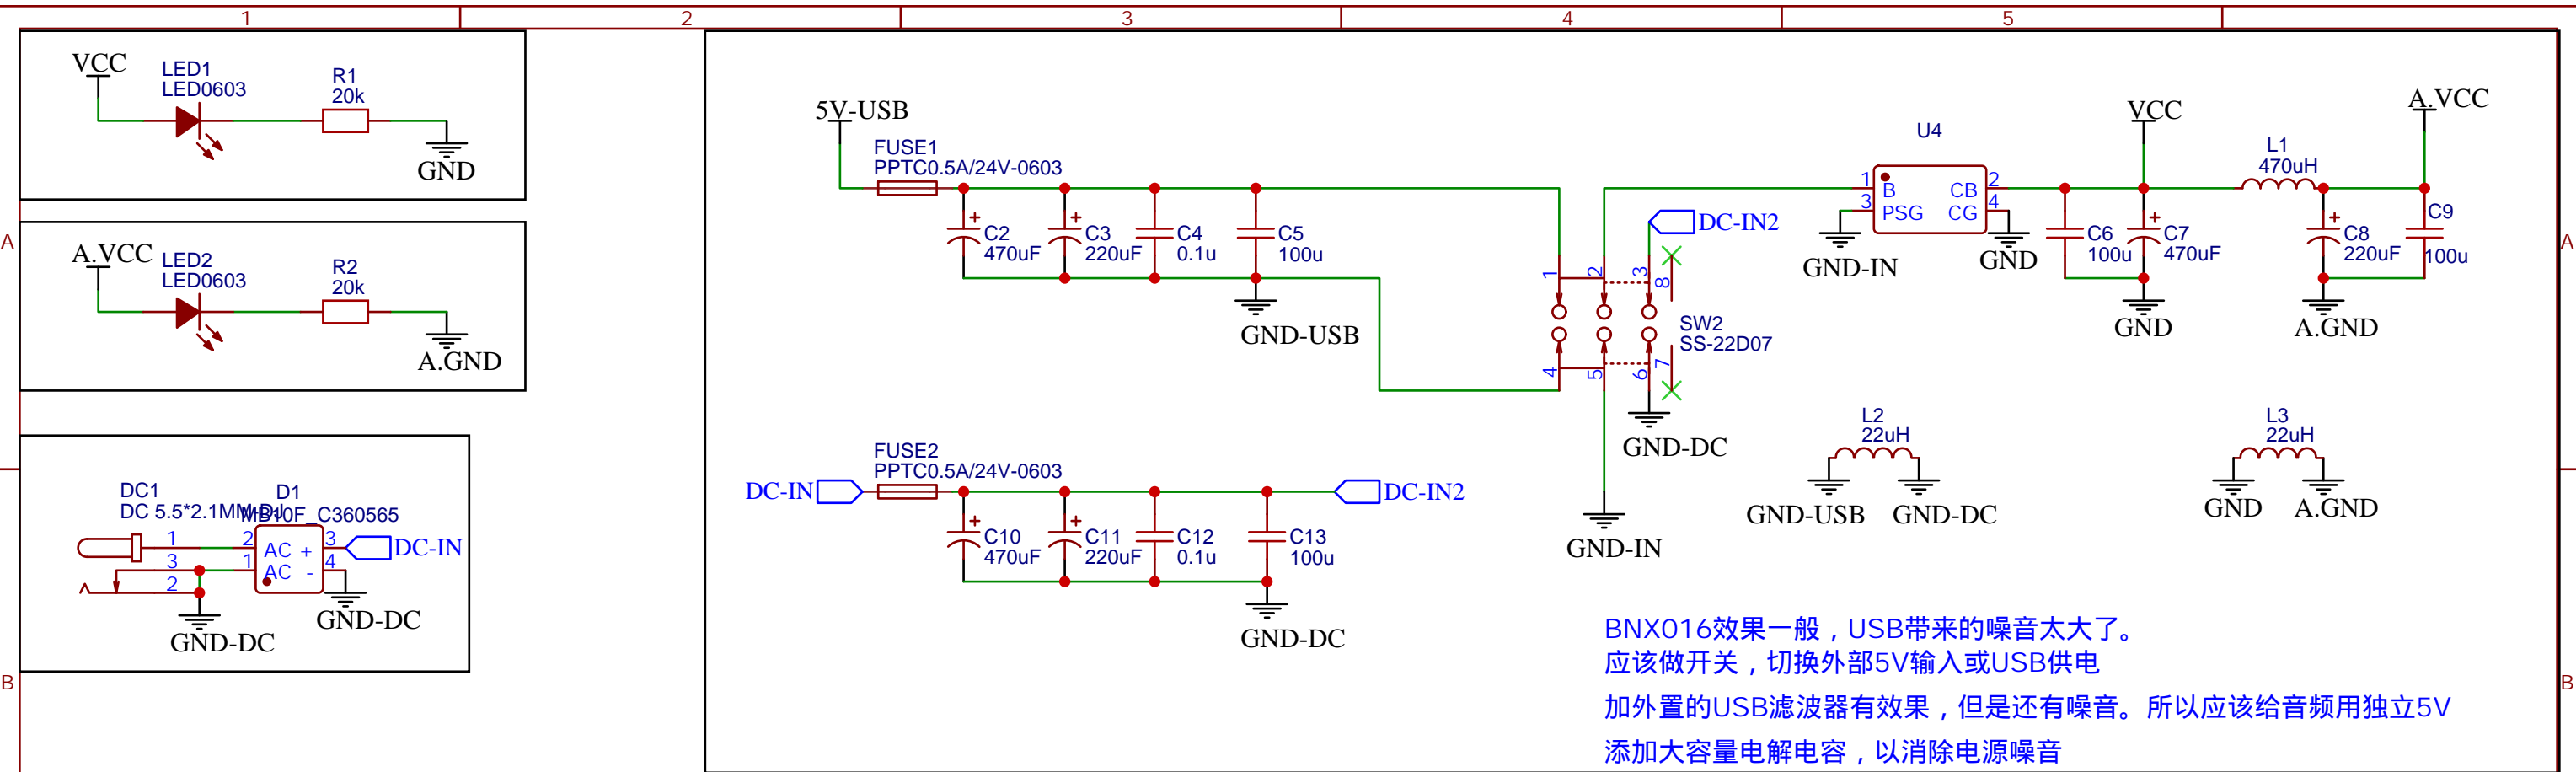 1 2 3 4 5
VCC
LED1
LED0603
R1
20k
GND
A.VCC
LED2
LED0603
R2
20k
A.GND
DC1
DC 5.5*2.1MM-DJ
D1
MB10F_C360565
1
3
2
2
1
AC +
AC -
3
4
DC-IN
GND-DC
GND-DC
5V-USB
FUSE1
PPTC0.5A/24V-0603
C2
470uF
C3
220uF
C4
0.1u
C5
100u
GND-USB
DC-IN
FUSE2
PPTC0.5A/24V-0603
DC-IN2
C10
470uF
C11
220uF
C12
0.1u
C13
100u
GND-DC
DC-IN2
1
2
3
8
SW2
SS-22D07
4
5
6
7
GND-DC
GND-IN
U4
1
3
B
PSG
CB
CG
2
4
GND-IN
GND
VCC
C6
100u
C7
470uF
GND
L1
470uH
A.VCC
C8
220uF
C9
100u
A.GND
L2
22uH
GND-USB
GND-DC
L3
22uH
GND
A.GND
BNX016效果一般，USB带来的噪音太大了。
应该做开关，切换外部5V输入或USB供电
加外置的USB滤波器有效果，但是还有噪音。所以应该给音频用独立5V
添加大容量电解电容，以消除电源噪音
A
A
B
B